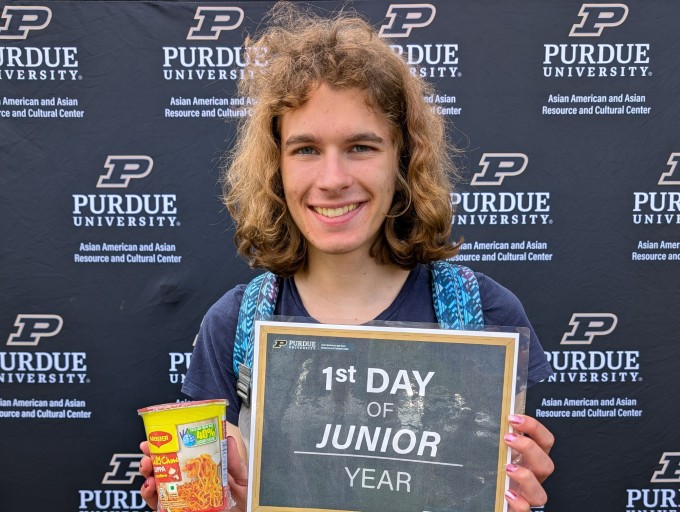 PURDUE
UNIVERSITY
Asian American and Asian
Resource and Cultural Center
PURDUE
UNIVERSITY
Asian American and Asian
Resource and Cultural Center
PURDUE
UNIVERSITY
PURDUE
UNIVERSITY
Asian American and Asian
Resource and Cultural Center
PURDUE
UNIVERSITY
Asian American and Asian
Resource and Cultural Center
PURDUE
UNIVERSITY
Asian American and Asian
Resource and Cultural Center
PURDUE
UNIVERSITY
Asian American and Asian
Resource and Cultural Center
PURDUE
UNIVERSITY
Asian American and Asian
Resource and Cultural Center
PURDUE
UNIVERSITY
PURDUE
UNIVERSITY
PURDUE
1st DAY
OF
JUNIOR
YEAR
MAGGI
40%